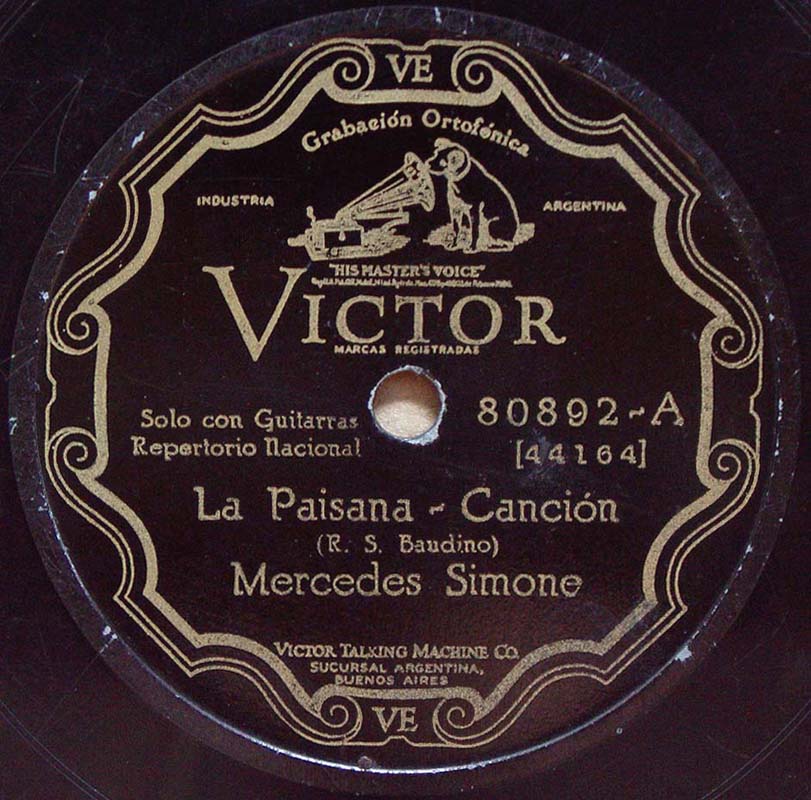 VE
Grabación Ortofónica
INDUSTRIA
ARGENTINA
"HIS MASTER'S VOICE"
VICTOR
MARCAS REGISTRADAS
Solo con Guitarras
Repertorio Nacional
80892-A
[44164]
La Paisana - Canción
(R. S. Baudino)
Mercedes Simone
VICTOR TALKING MACHINE CO.
SUCURSAL ARGENTINA,
BUENOS AIRES
VE